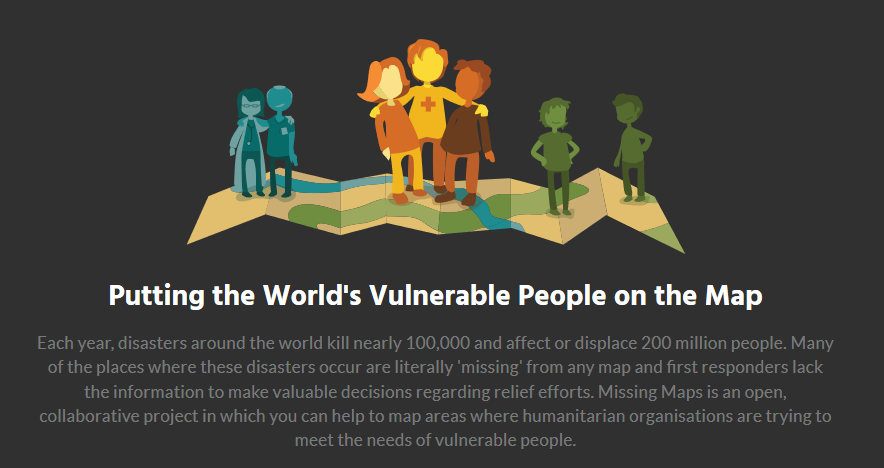 Putting the World's Vulnerable People on the Map
Each year, disasters around the world kill nearly 100,000 and affect or displace 200 million people. Many
of the places where these disasters occur are literally 'missing' from any map and first responders lack
the information to make valuable decisions regarding relief efforts. Missing Maps is an open,
collaborative project in which you can help to map areas where humanitarian organisations are trying to
meet the needs of vulnerable people.